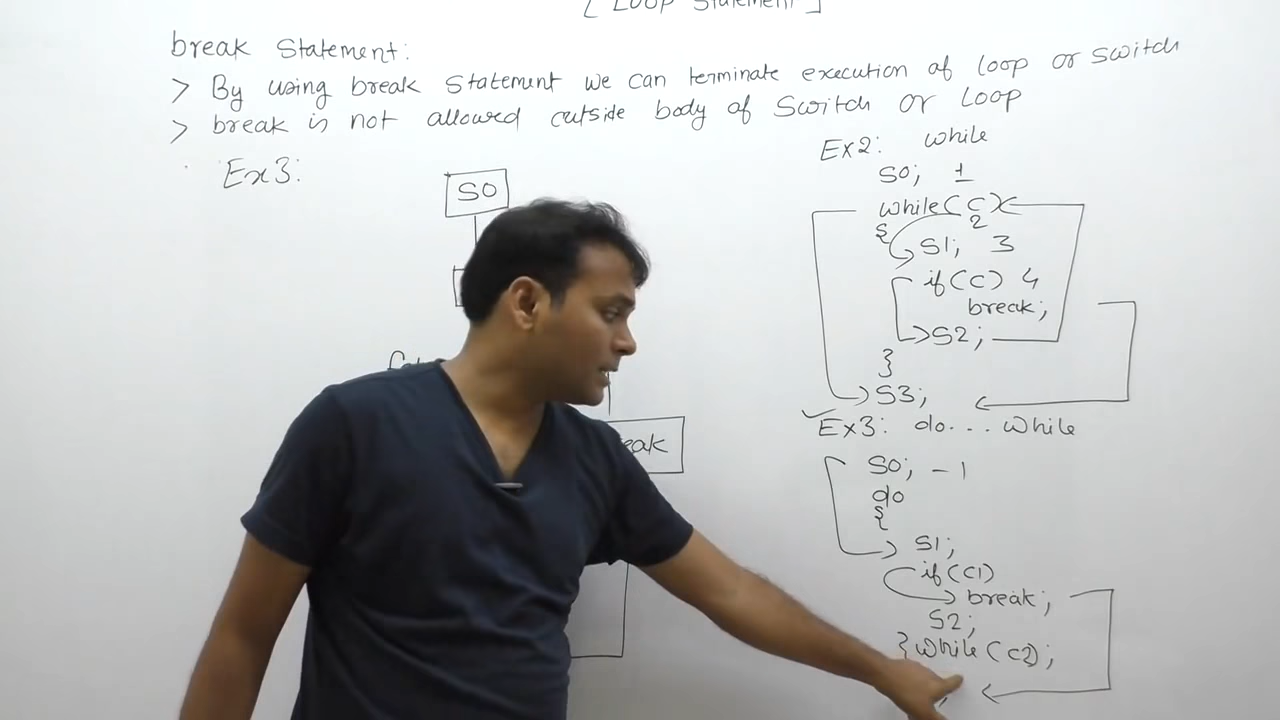 [ Loop Statement ]
break Statement:
> By using break statement we can terminate execution of loop or switch
> break is not allowed outside body of switch or loop
Ex3:
S0
eak
Ex2: while
S0; 1
while(c)
{ 2
S1; 3
if(c) 4
break;
S2;
}
S3;
Ex3: do... while
S0; - 1
do
{
S1;
if(c1)
break;
S2;
}while(c2);